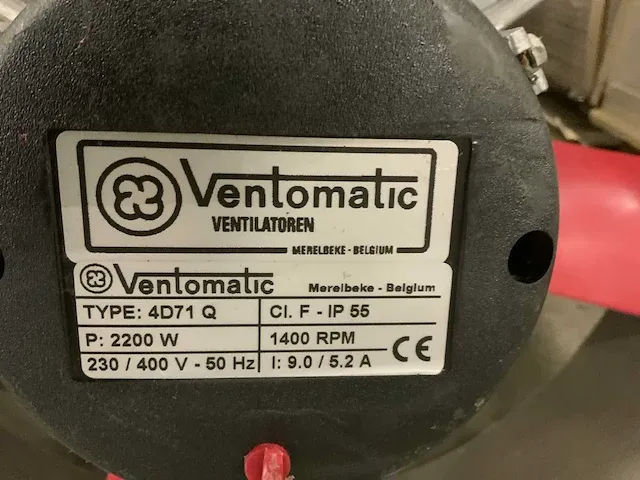 Ventomatic
VENTILATOREN
MERELBEKE - BELGIUM
Ventomatic Merelbeke - Belgium
TYPE: 4D71 Q Cl. F - IP 55
P: 2200 W 1400 RPM
230 / 400 V - 50 Hz I: 9.0 / 5.2 A CE